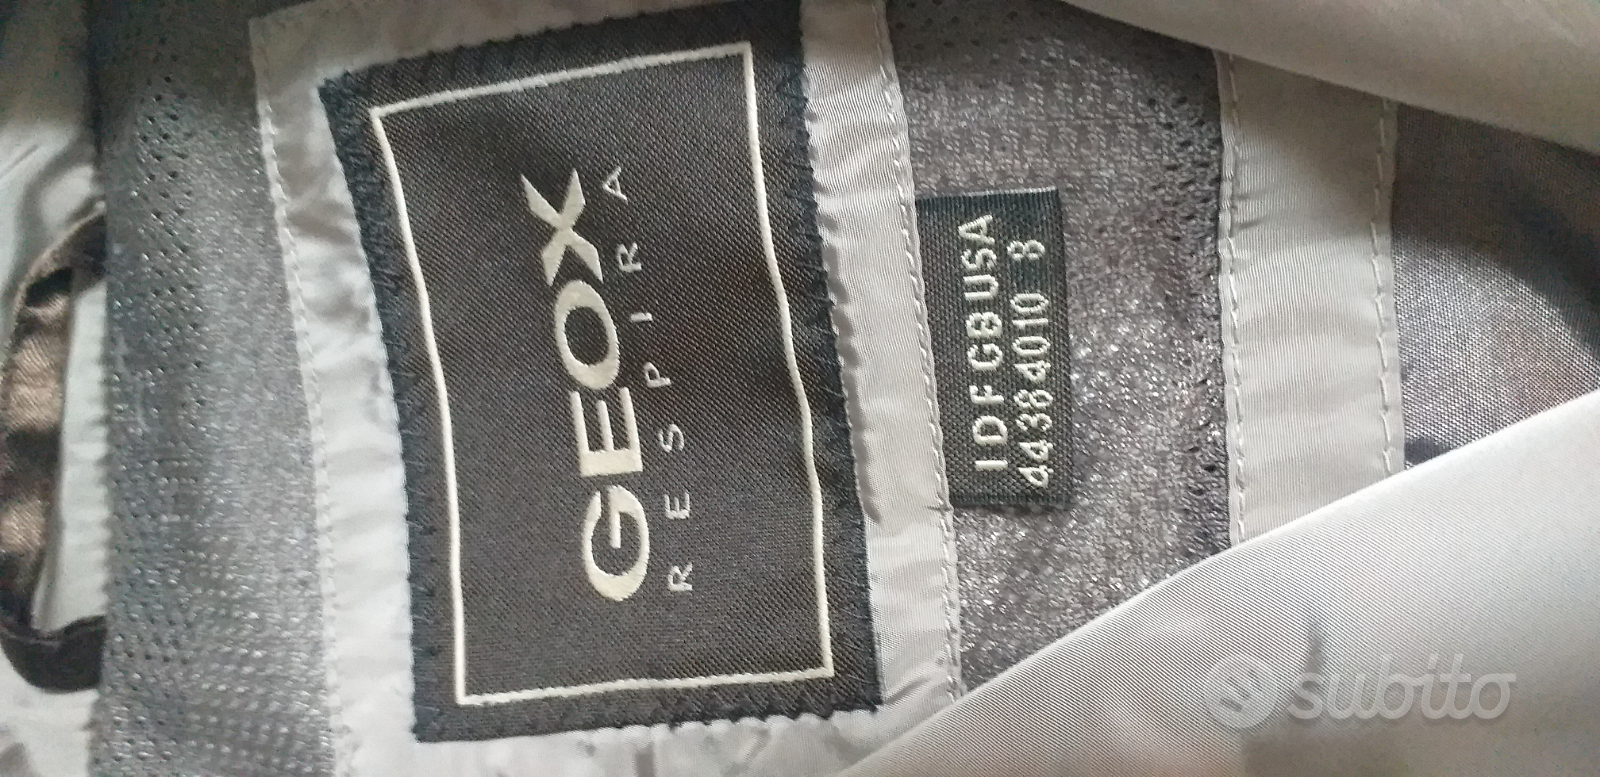 GEOX
RESPIRA
I D F GB USA
44 38 40 10 8
subito